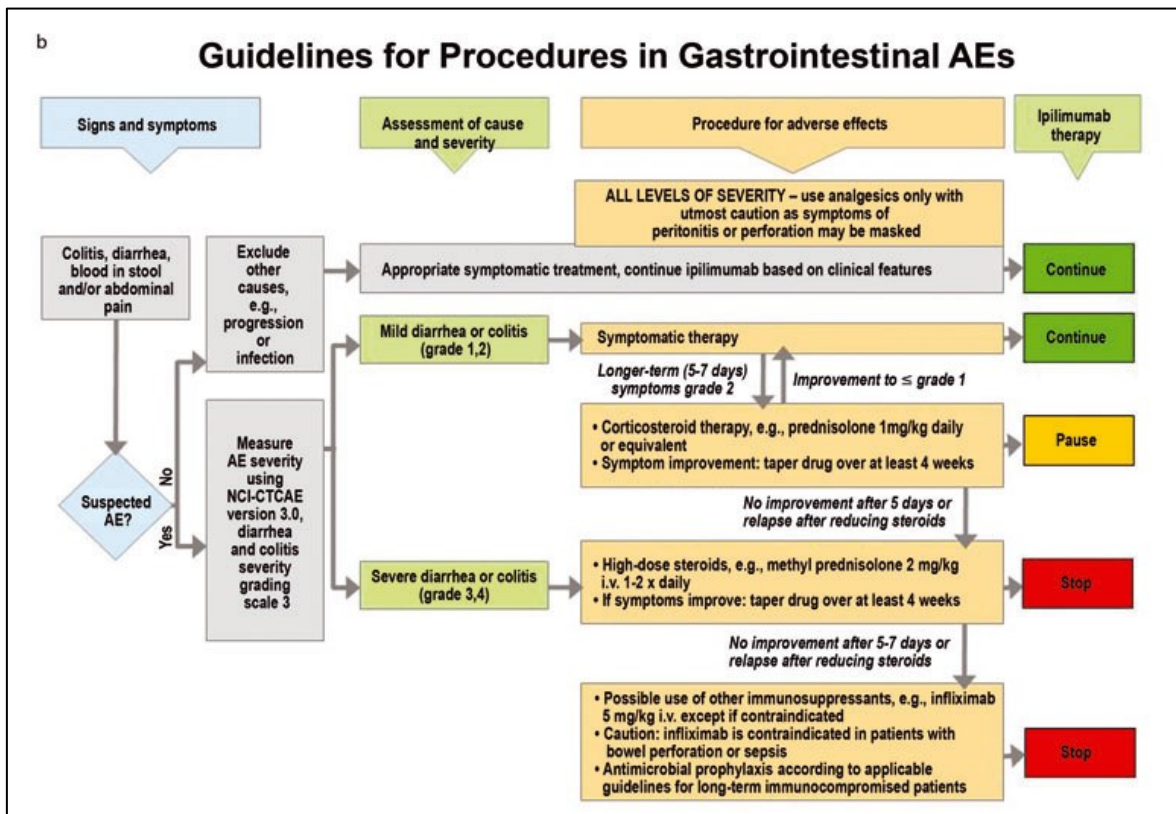 b
Guidelines for Procedures in Gastrointestinal AEs
Signs and symptoms
Assessment of cause
and severity
Procedure for adverse effects
Ipilimumab
therapy
ALL LEVELS OF SEVERITY – use analgesics only with
utmost caution as symptoms of
peritonitis or perforation may be masked
Colitis, diarrhea,
blood in stool
and/or abdominal
pain
Exclude
other
causes,
e.g.,
progression
or
infection
Appropriate symptomatic treatment, continue ipilimumab based on clinical features
Continue
Mild diarrhea or colitis
(grade 1,2)
Symptomatic therapy
Continue
Longer-term (5-7 days)
symptoms grade 2
Improvement to ≤ grade 1
Suspected
AE?
No
Yes
Measure
AE severity
using
NCI-CTCAE
version 3.0,
diarrhea
and colitis
severity
grading
scale 3
• Corticosteroid therapy, e.g., prednisolone 1mg/kg daily
or equivalent
• Symptom improvement: taper drug over at least 4 weeks
Pause
No improvement after 5 days or
relapse after reducing steroids
Severe diarrhea or colitis
(grade 3,4)
• High-dose steroids, e.g., methyl prednisolone 2 mg/kg
i.v. 1-2 x daily
• If symptoms improve: taper drug over at least 4 weeks
Stop
No improvement after 5-7 days or
relapse after reducing steroids
• Possible use of other immunosuppressants, e.g., infliximab
5 mg/kg i.v. except if contraindicated
• Caution: infliximab is contraindicated in patients with
bowel perforation or sepsis
• Antimicrobial prophylaxis according to applicable
guidelines for long-term immunocompromised patients
Stop